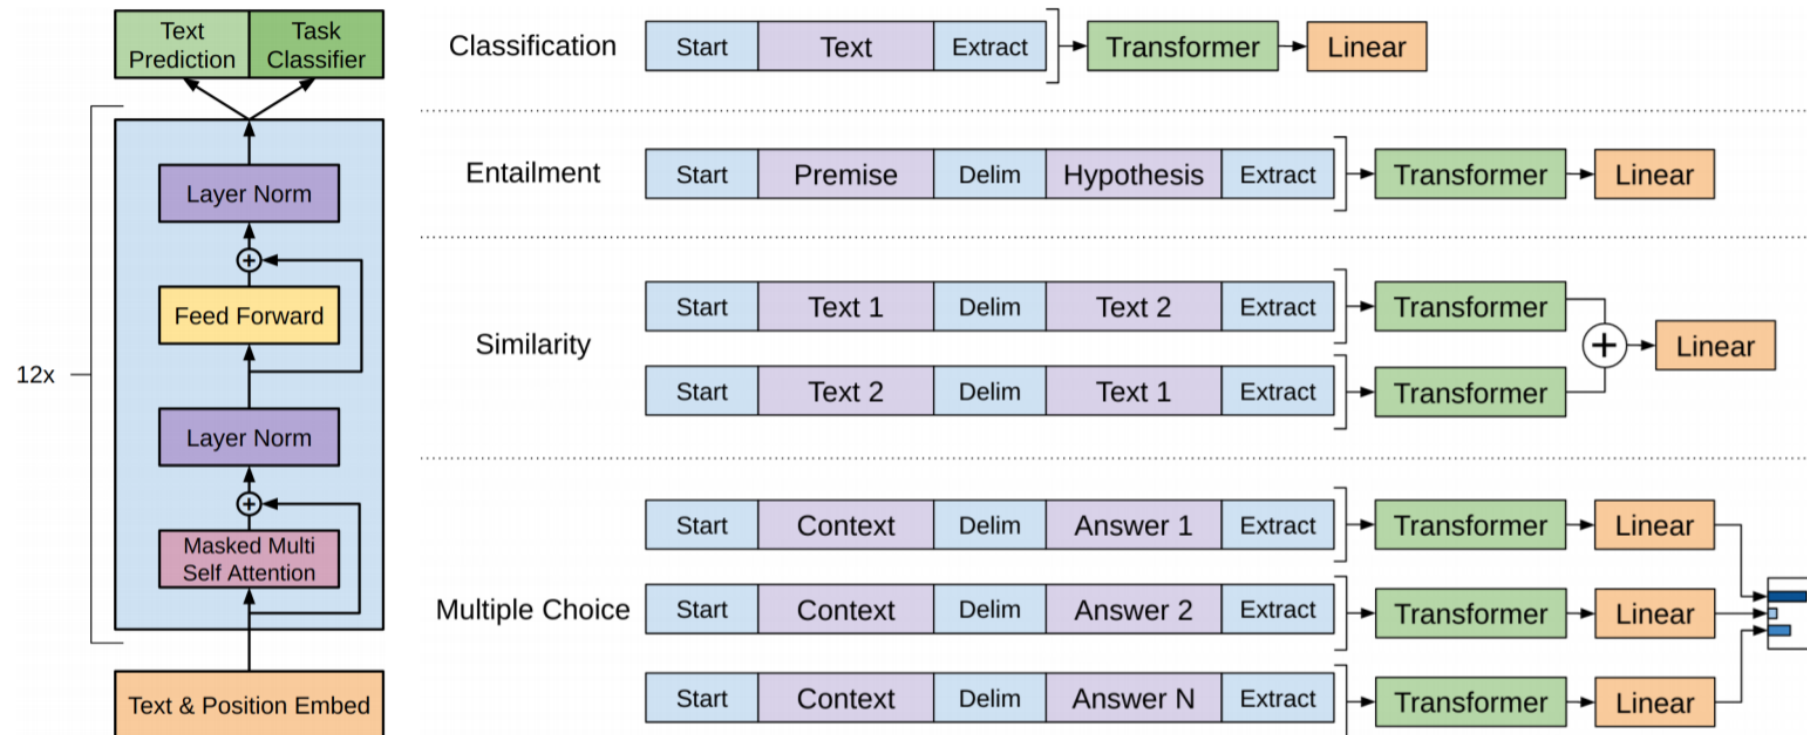 Text Prediction
Task Classifier
12x
Layer Norm
Feed Forward
Layer Norm
Masked Multi
Self Attention
Text & Position Embed
Classification Start Text Extract Transformer Linear
Entailment Start Premise Delim Hypothesis Extract Transformer Linear
Similarity
Start Text 1 Delim Text 2 Extract Transformer
Start Text 2 Delim Text 1 Extract Transformer
+ Linear
Multiple Choice
Start Context Delim Answer 1 Extract Transformer Linear
Start Context Delim Answer 2 Extract Transformer Linear
Start Context Delim Answer N Extract Transformer Linear